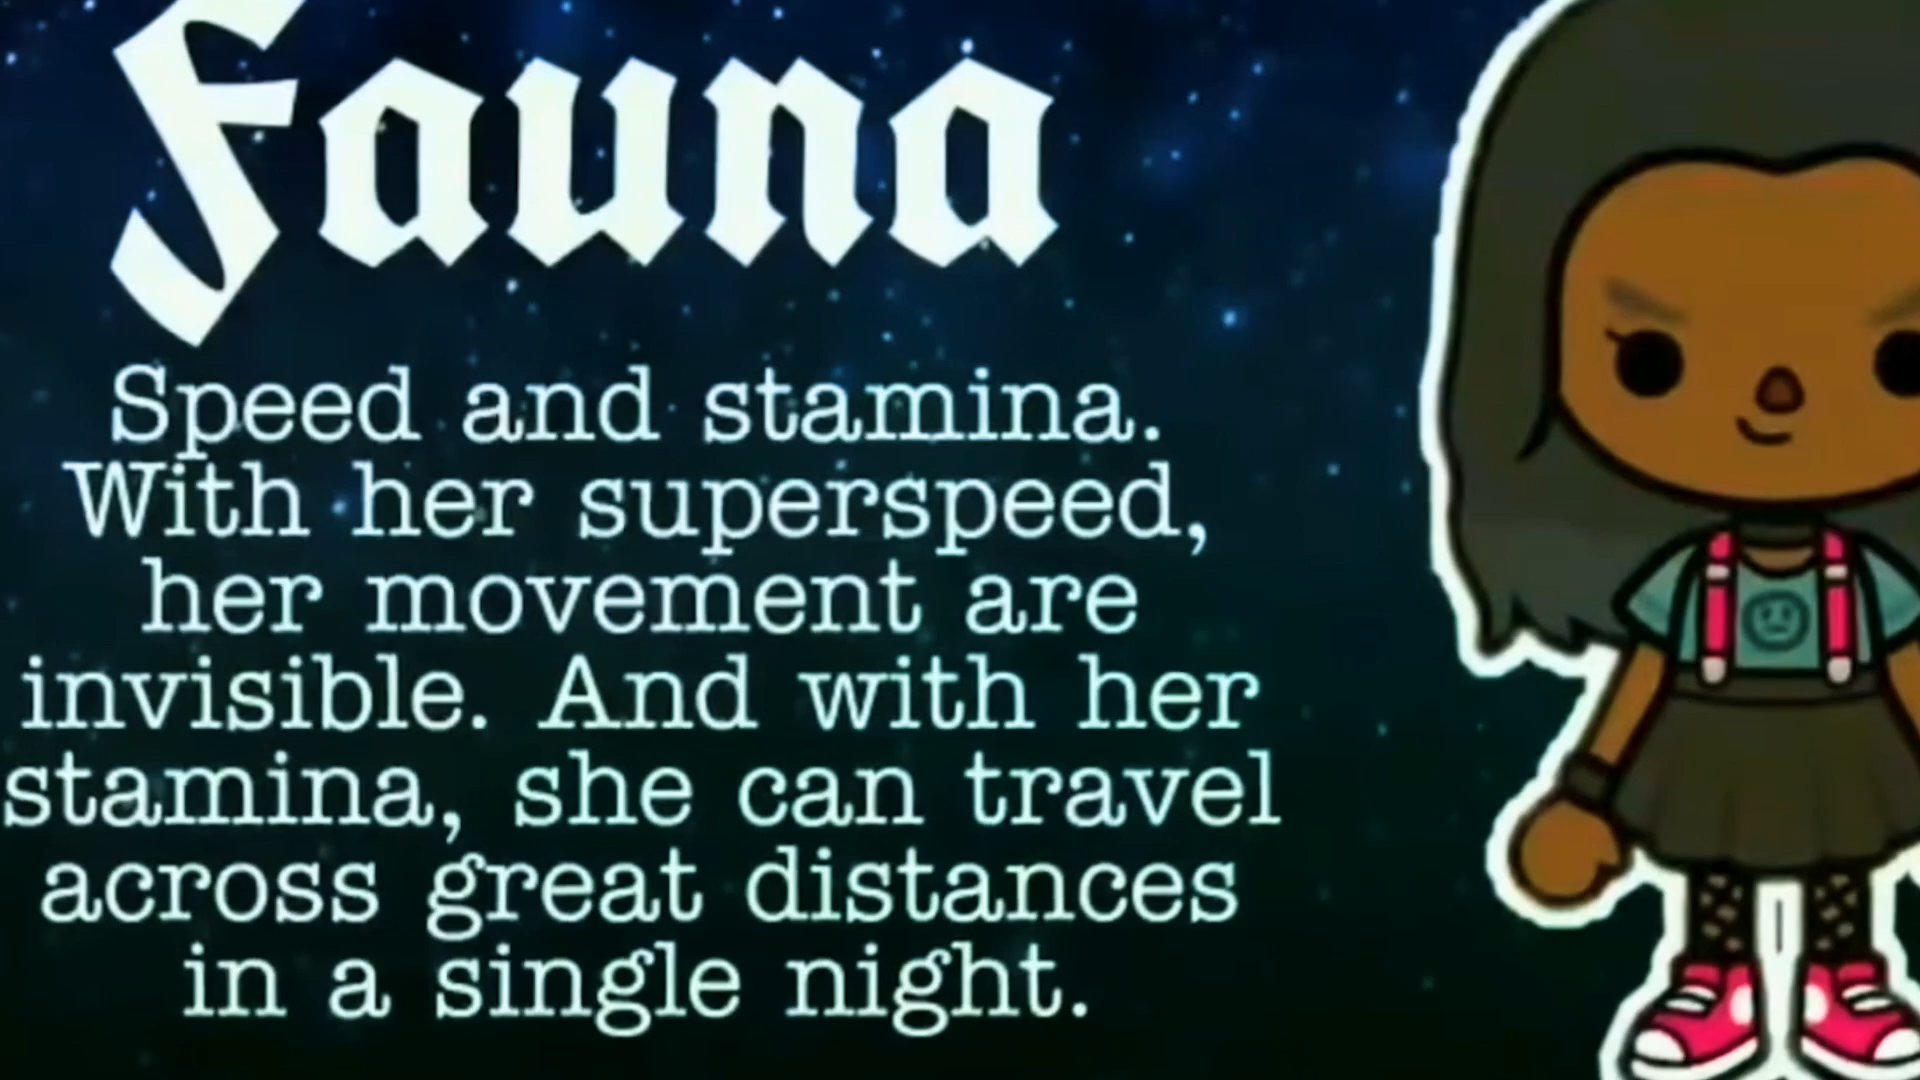 Fauna
Speed and stamina.
With her superspeed,
her movement are
invisible. And with her
stamina, she can travel
across great distances
in a single night.